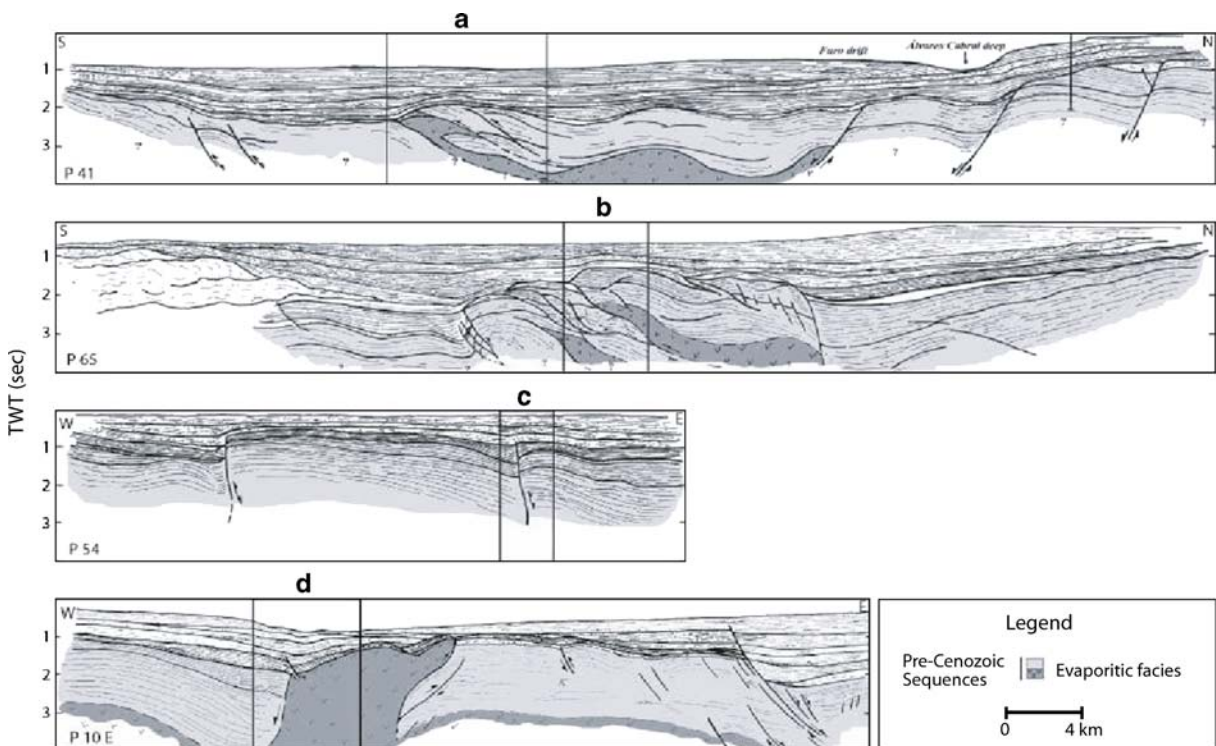 a
S
Faro drift
Álvares Cabral deep
N
1
2
3
?
?
?
?
?
?
?
P 41
b
S
N
1
2
3
P 65
TWT (sec)
c
W
E
1
2
3
P 54
d
W
E
1
2
3
P 10 E
Legend
Pre-Cenozoic
Sequences
Evaporitic facies
0 4 km